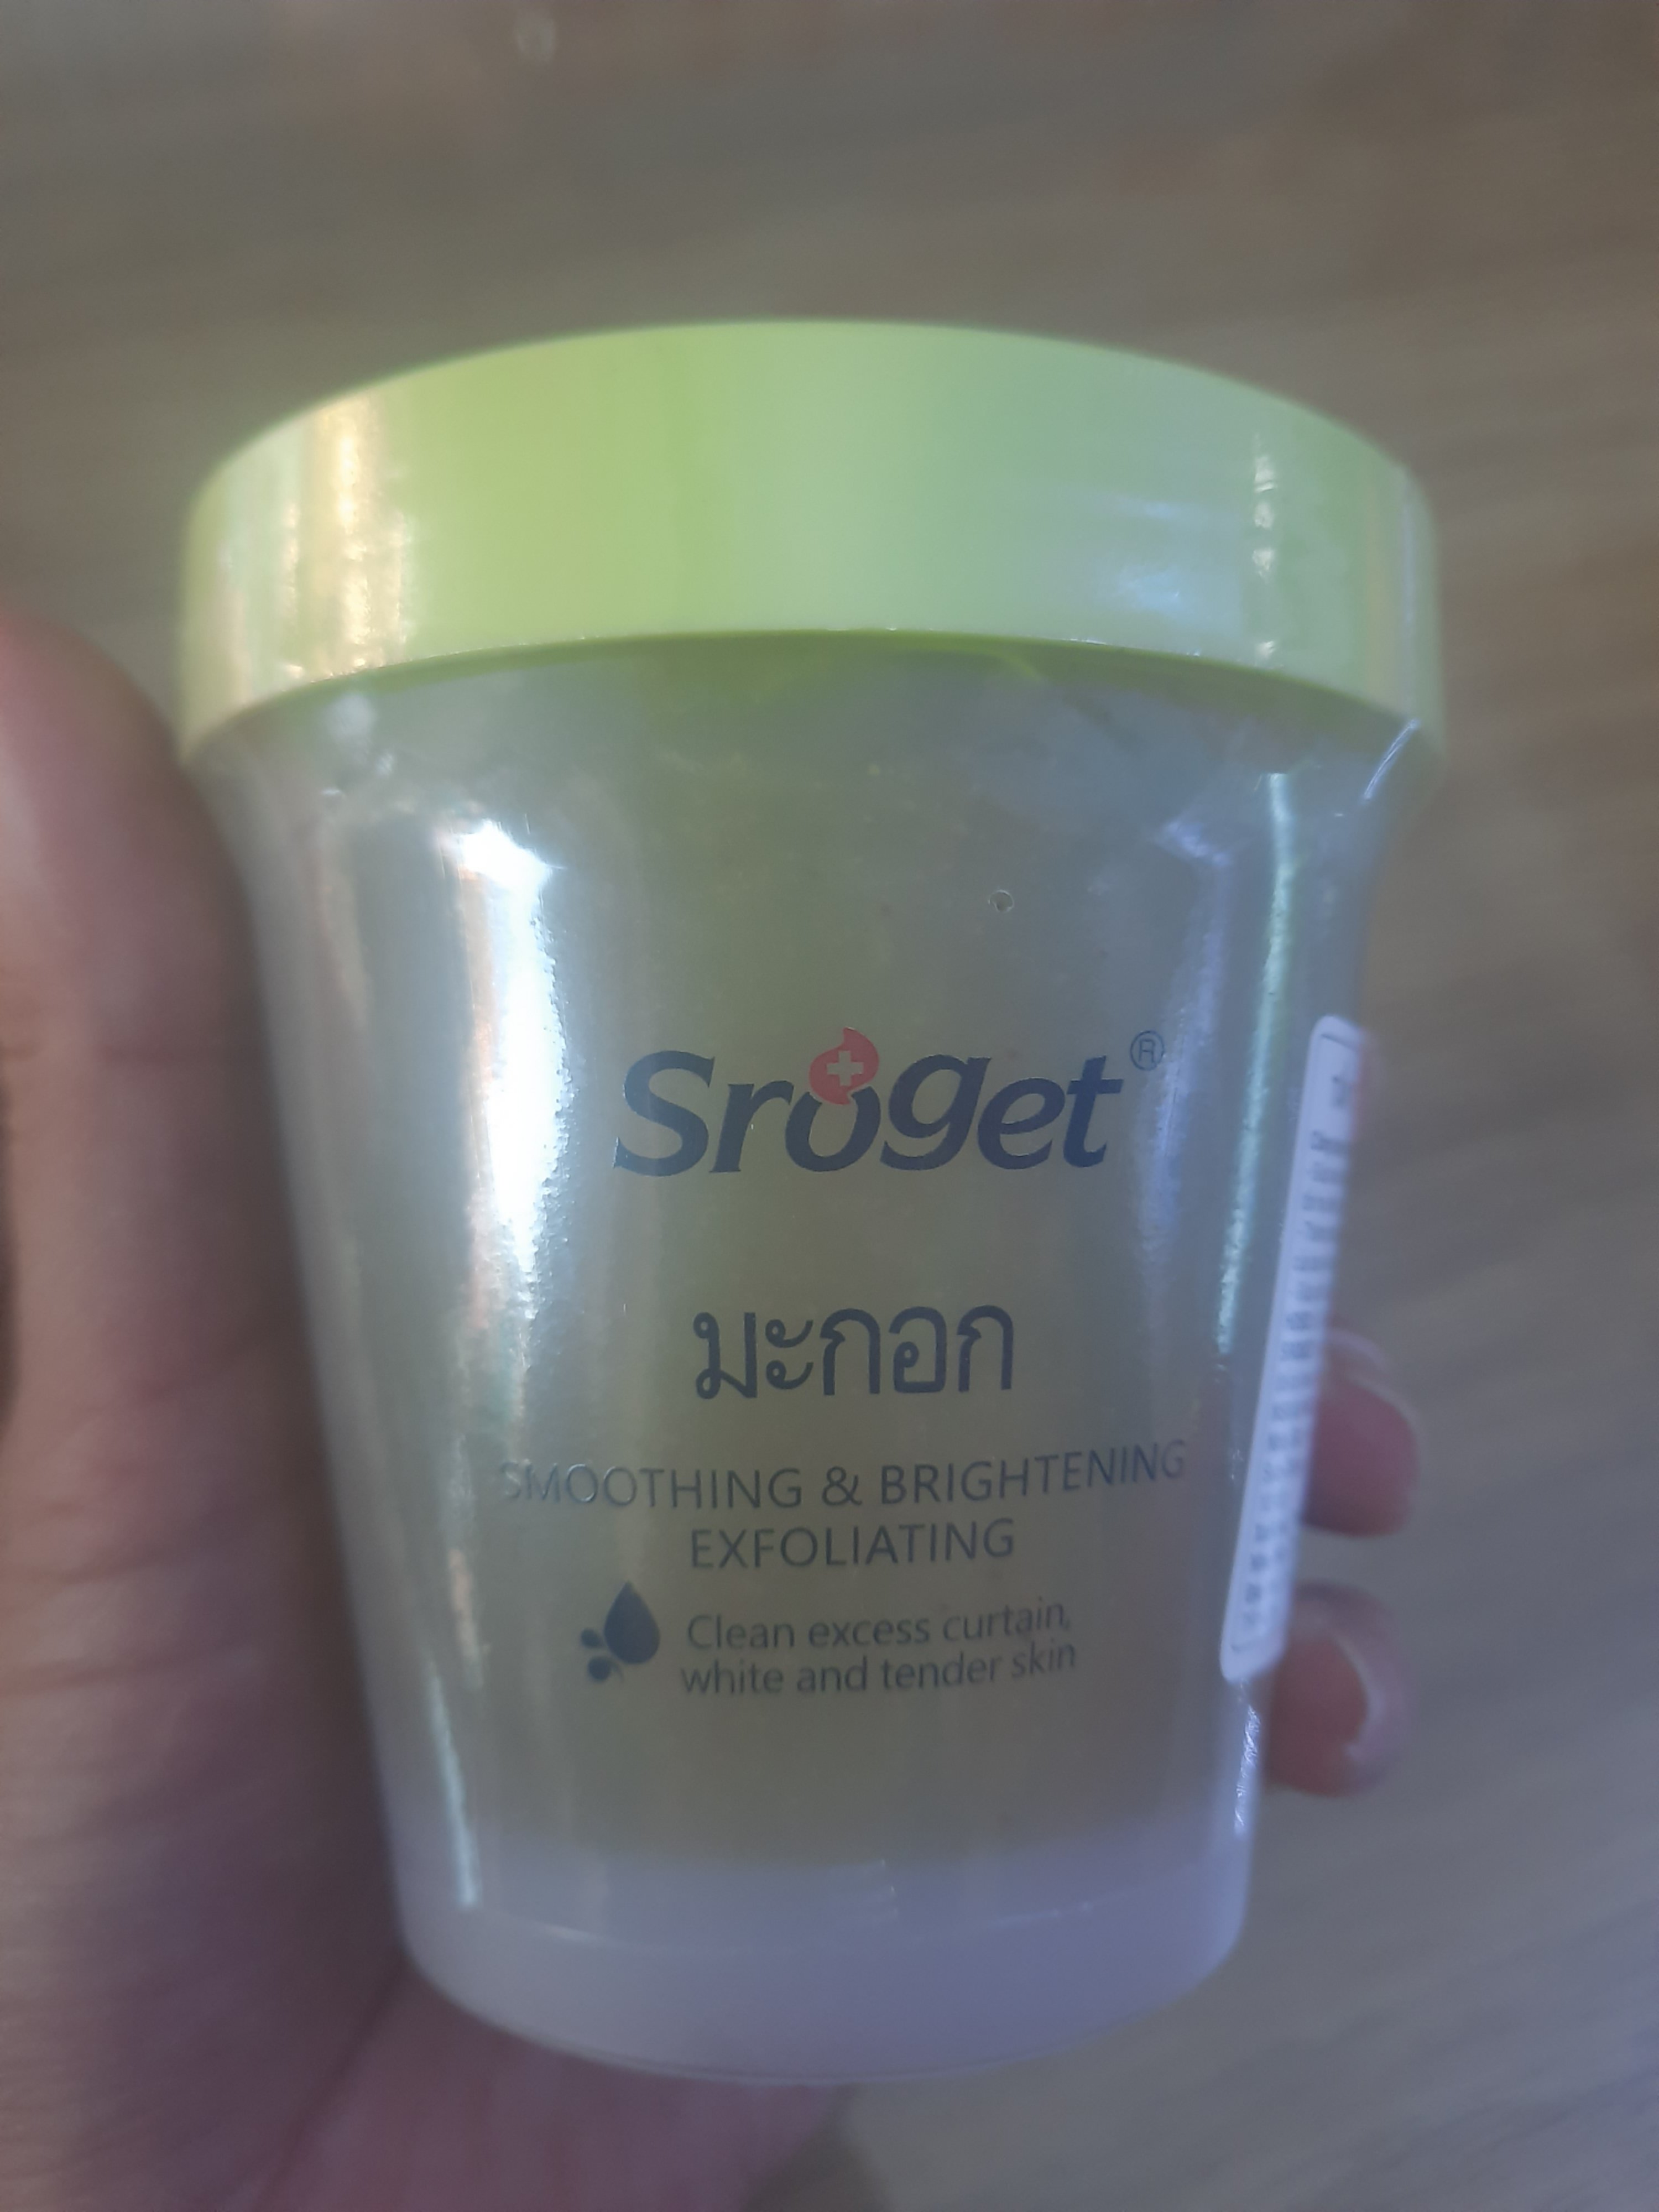 Sroget®
มะกอก
SMOOTHING & BRIGHTENING
EXFOLIATING
Clean excess curtain,
white and tender skin